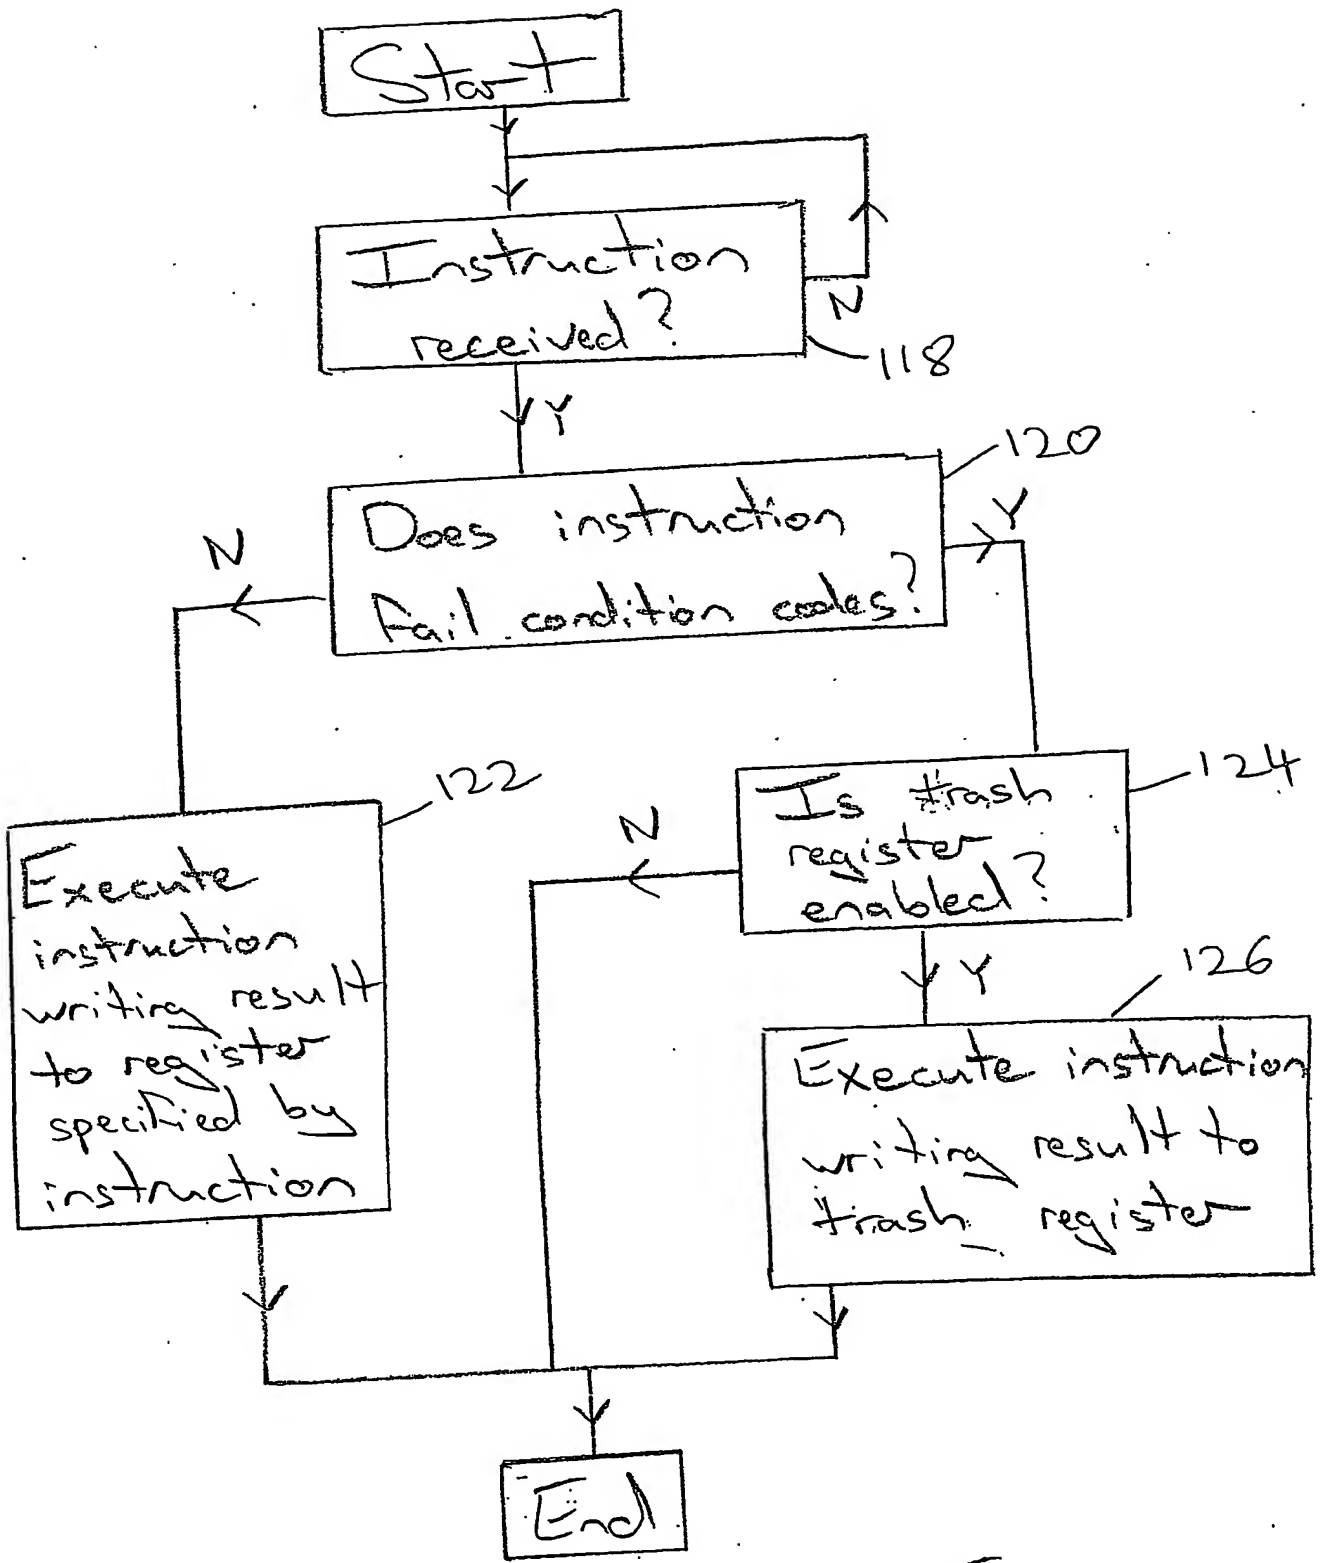 Start
Instruction
received?
N
118
Y
120
Does instruction
fail condition codes?
N
Y
122
Execute
instruction
writing result
to register
specified by
instruction
124
Is trash
register
enabled?
N
Y
126
Execute instruction
writing result to
trash register
End